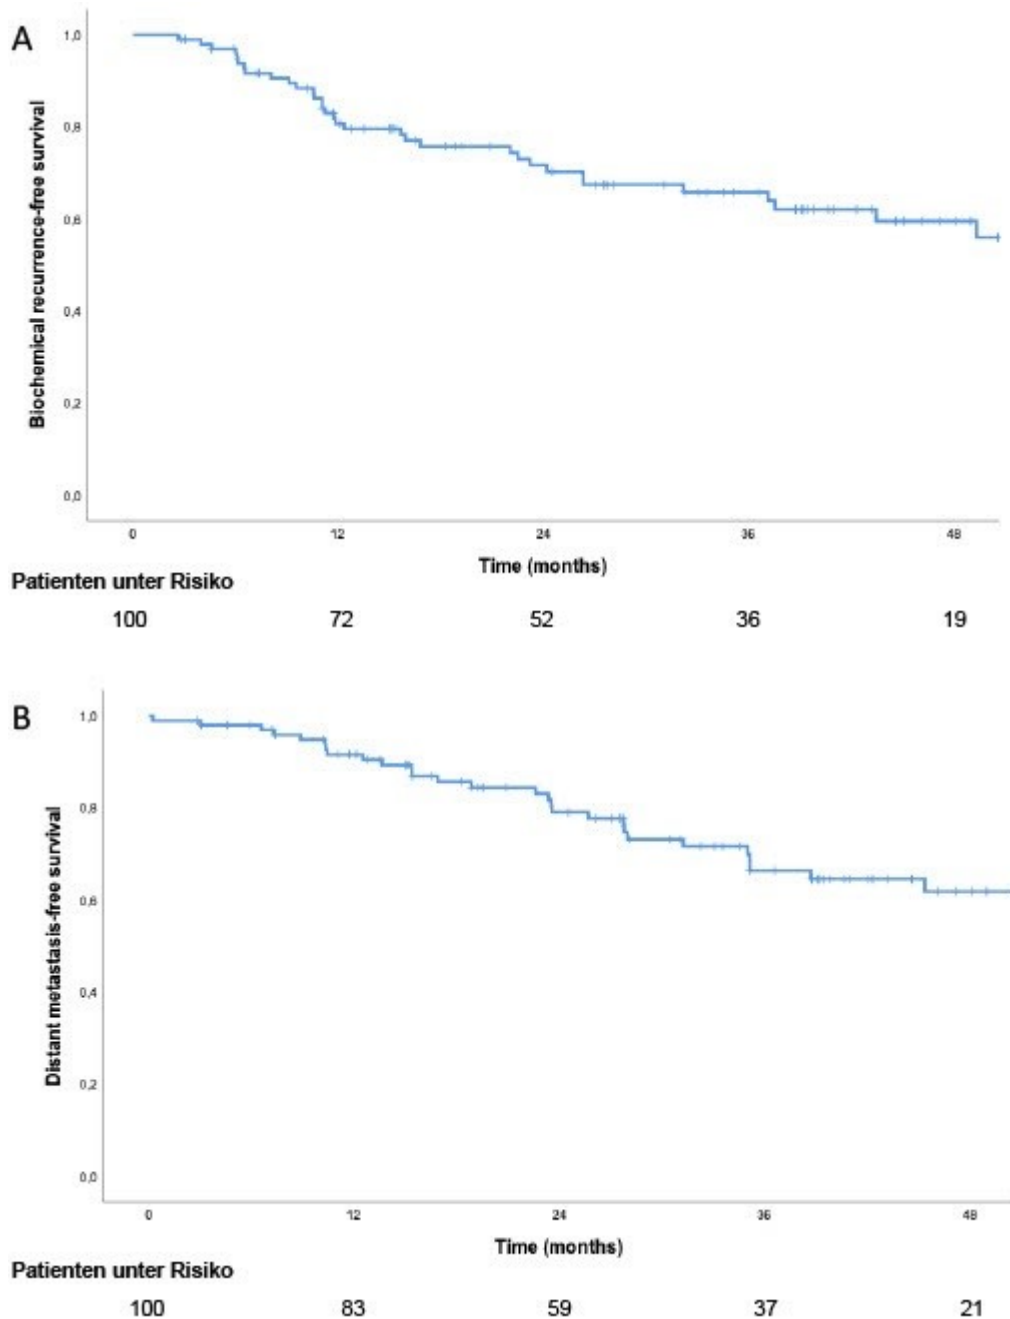 A
Biochemical recurrence-free survival
1,0
0,8
0,6
0,4
0,2
0,0
0 12 24 36 48
Time (months)
Patienten unter Risiko
100 72 52 36 19
B
Distant metastasis-free survival
1,0
0,8
0,6
0,4
0,2
0,0
0 12 24 36 48
Time (months)
Patienten unter Risiko
100 83 59 37 21